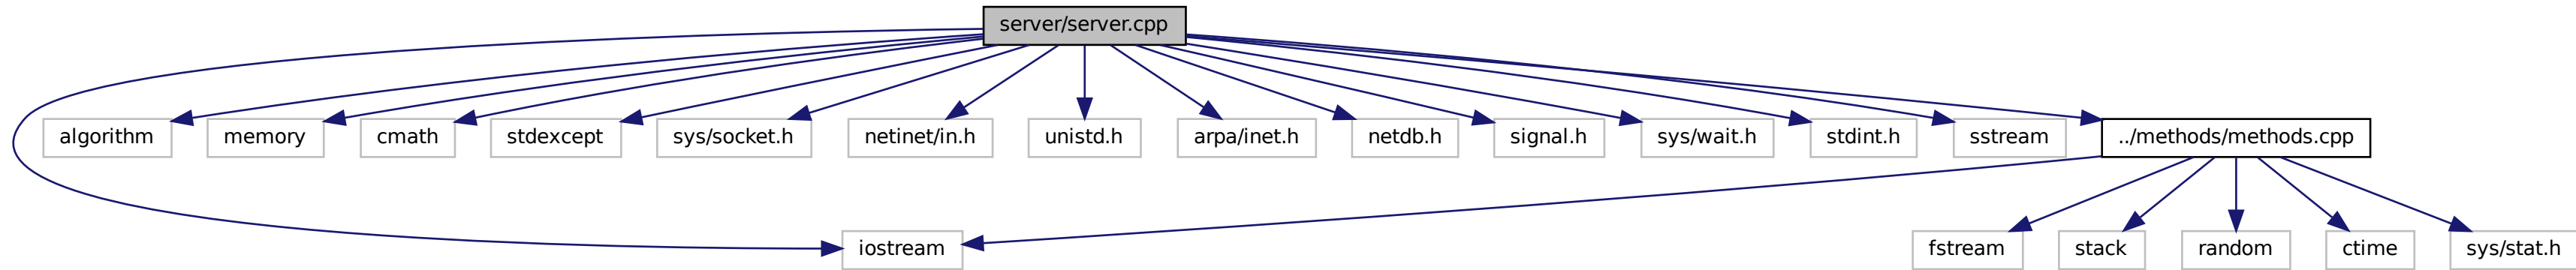 server/server.cpp
algorithm
memory
cmath
stdexcept
sys/socket.h
netinet/in.h
unistd.h
arpa/inet.h
netdb.h
signal.h
sys/wait.h
stdint.h
sstream
../methods/methods.cpp
iostream
fstream
stack
random
ctime
sys/stat.h